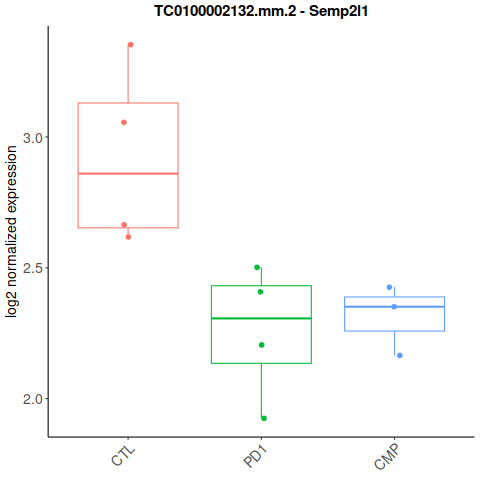 TC0100002132.mm.2 - Semp2l1
log2 normalized expression
3.0
2.5
2.0
CTL
PD1
CMP